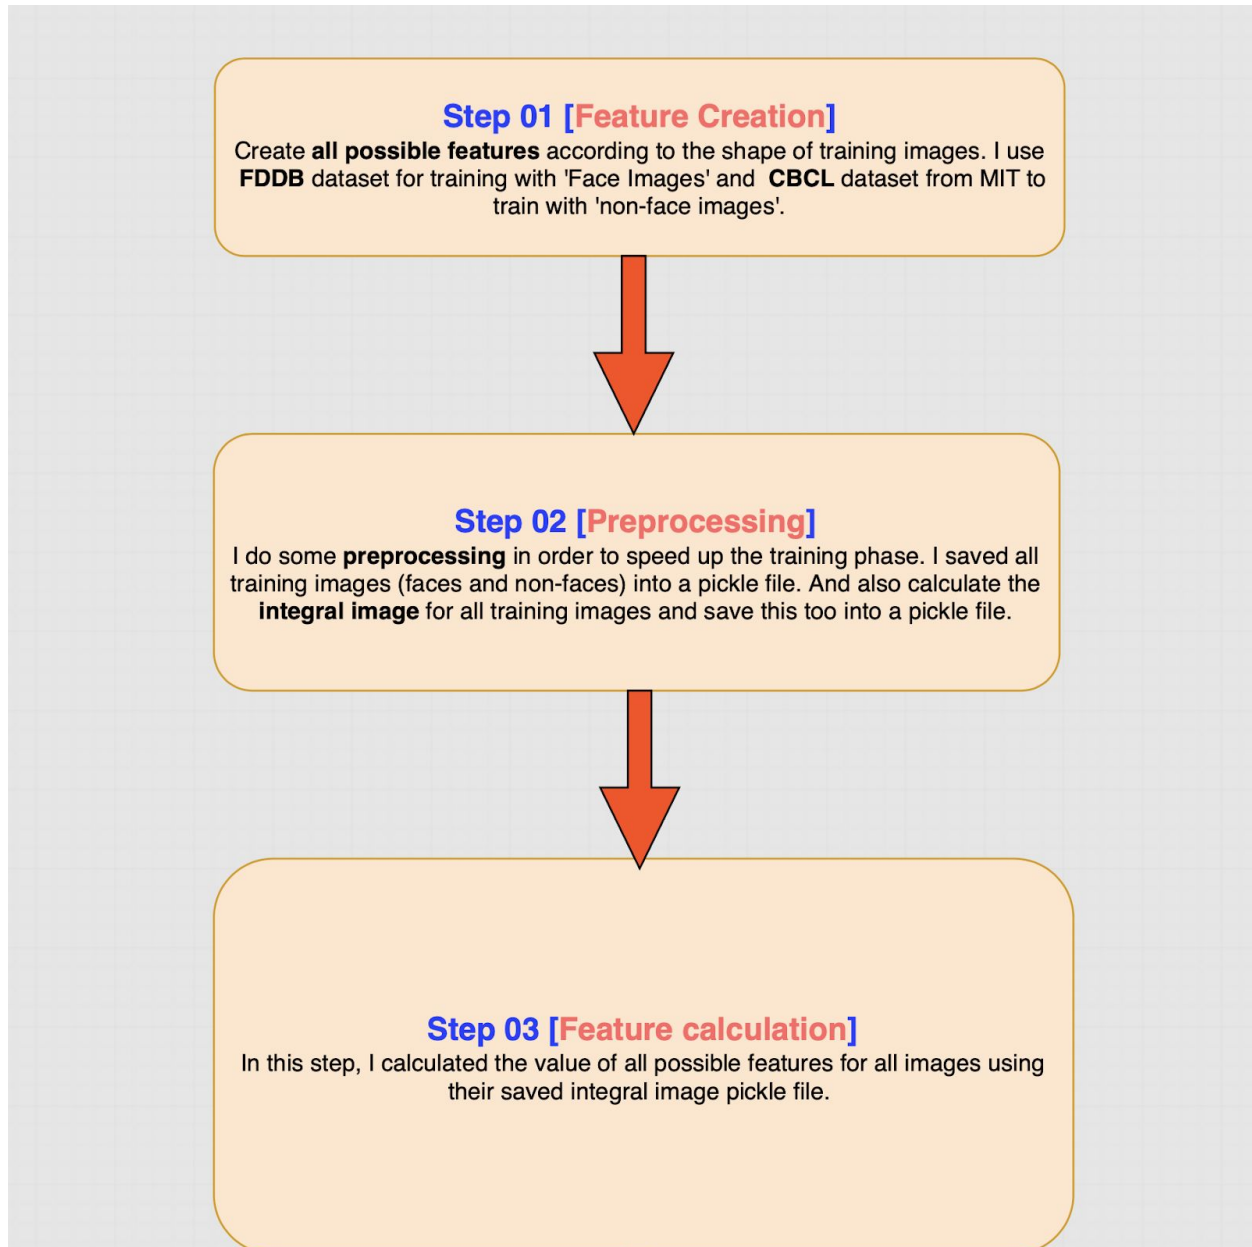 Step 01 [Feature Creation]
Create all possible features according to the shape of training images. I use
FDDB dataset for training with 'Face Images' and CBCL dataset from MIT to
train with 'non-face images'.
Step 02 [Preprocessing]
I do some preprocessing in order to speed up the training phase. I saved all
training images (faces and non-faces) into a pickle file. And also calculate the
integral image for all training images and save this too into a pickle file.
Step 03 [Feature calculation]
In this step, I calculated the value of all possible features for all images using
their saved integral image pickle file.